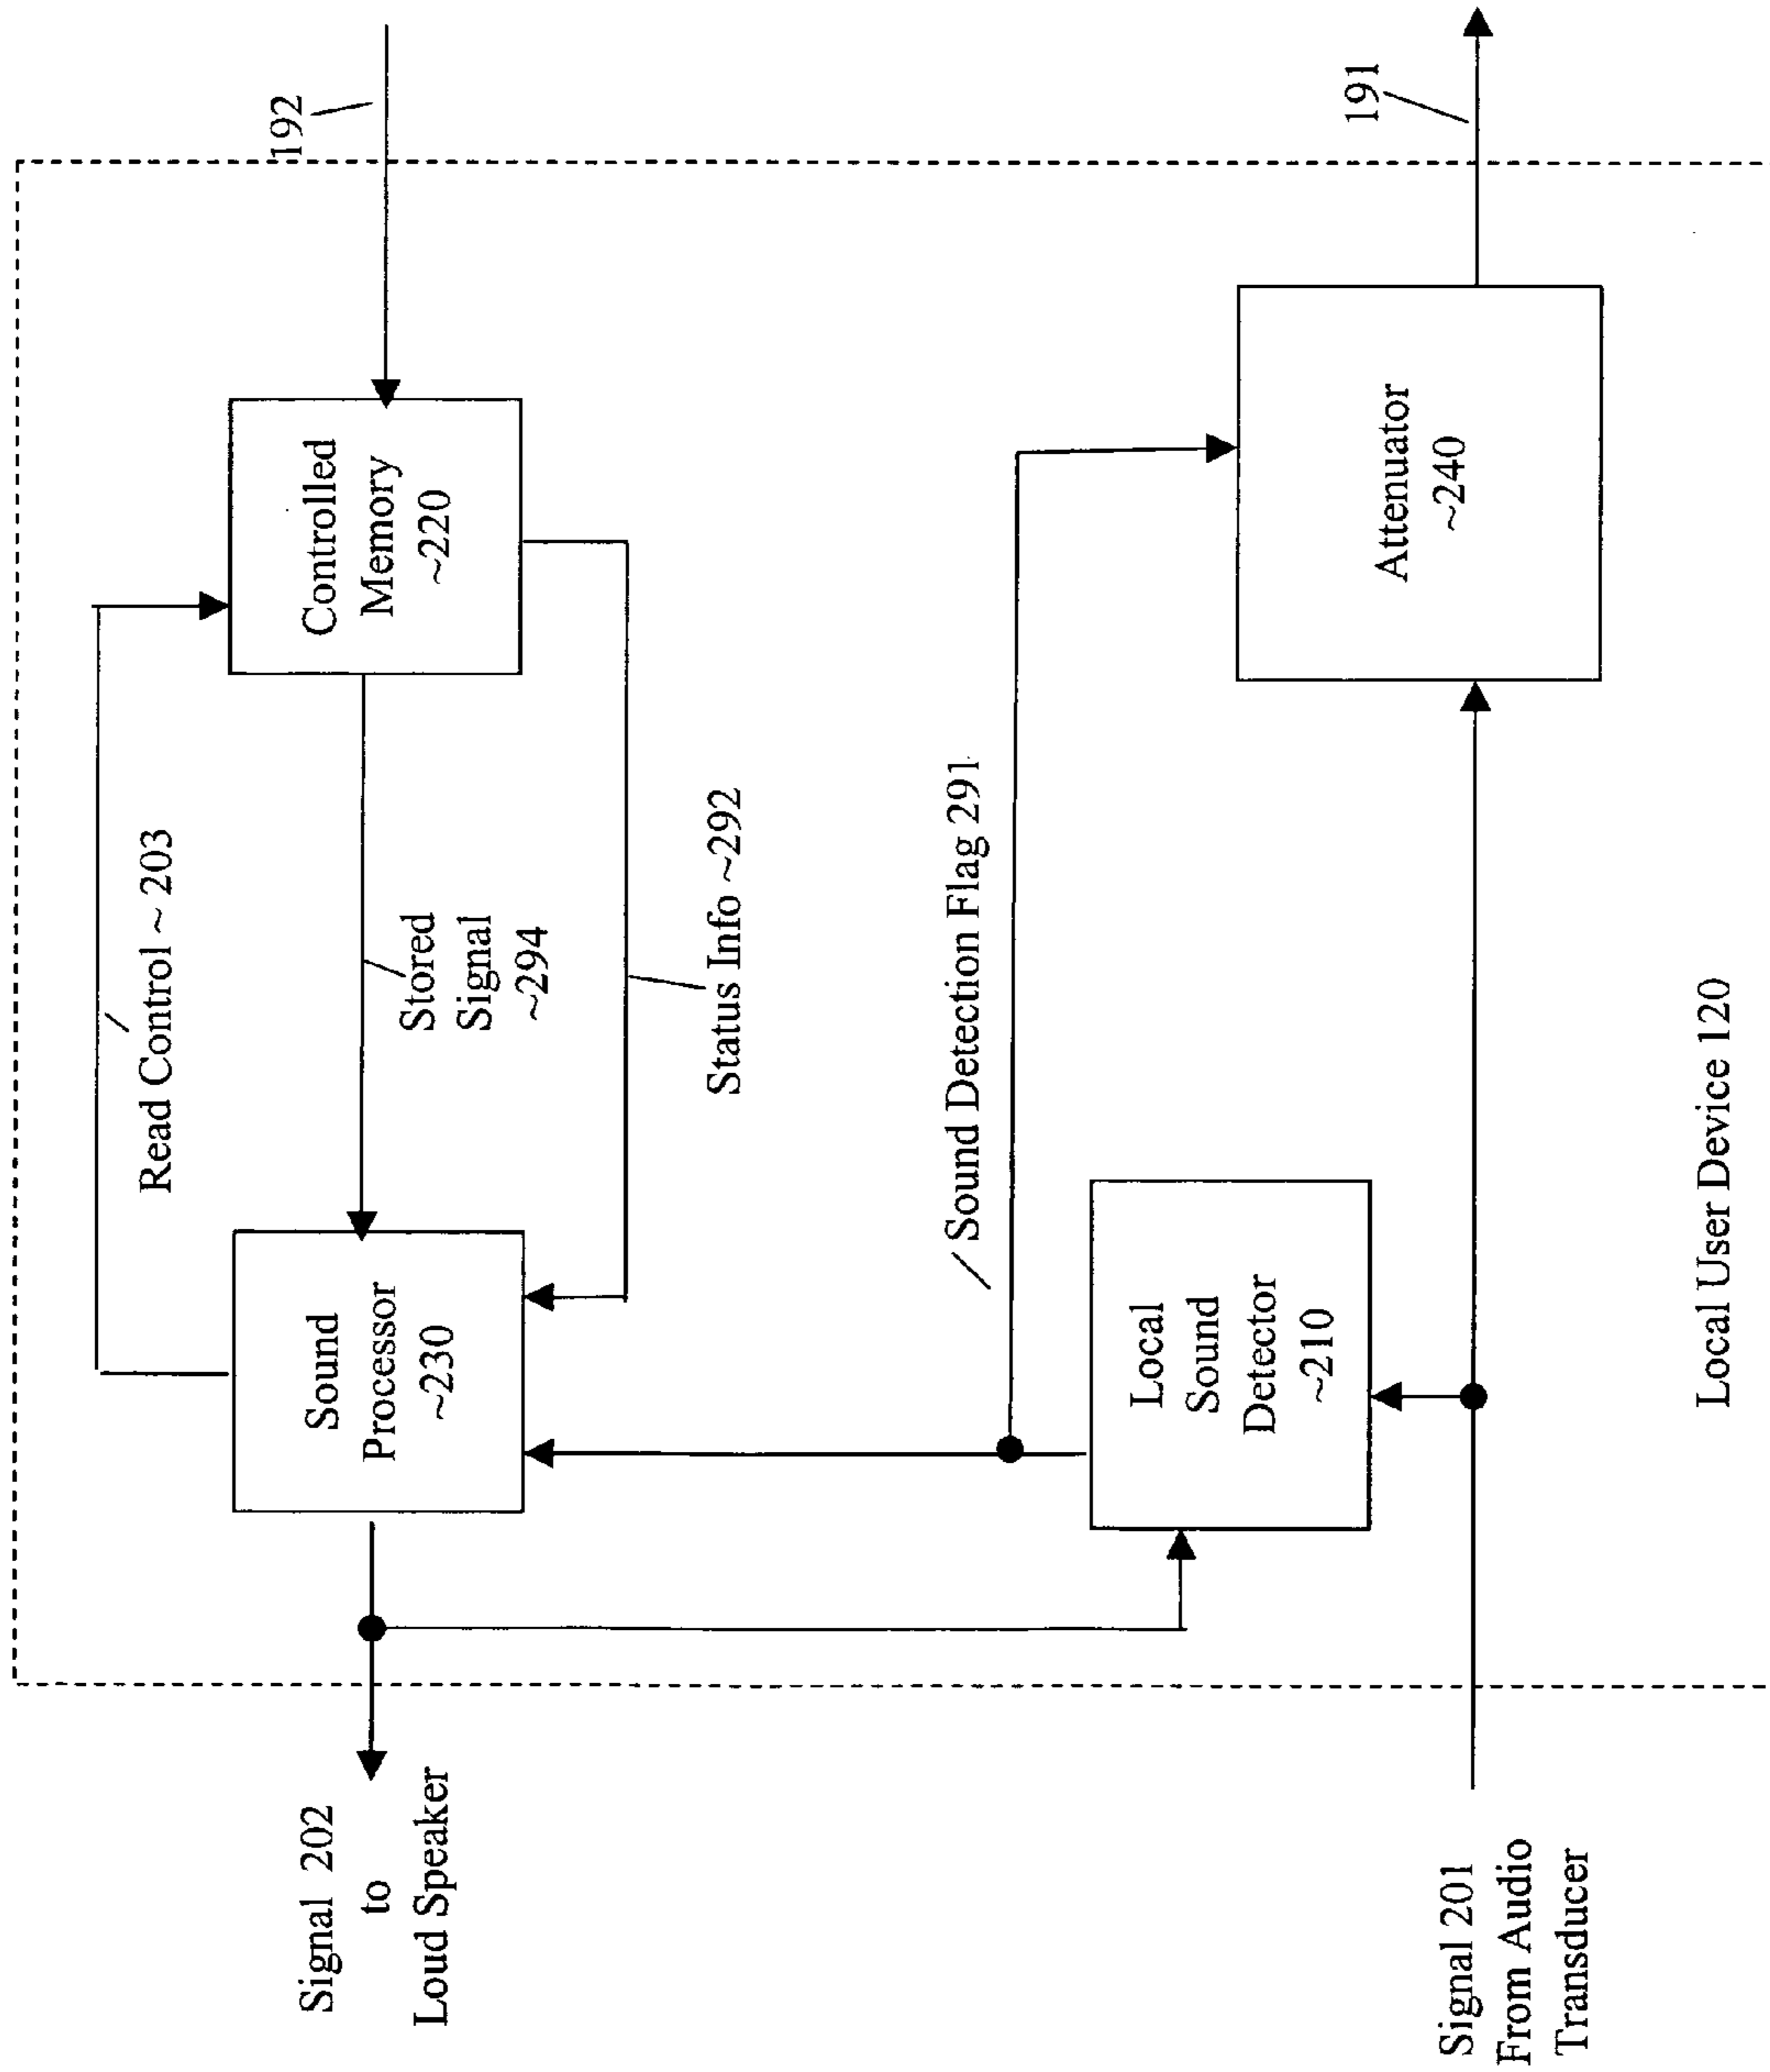 Signal 202
to
Loud Speaker
Read Control ~ 203
Sound
Processor
~230
Stored
Signal
~294
Controlled
Memory
~220
192
Status Info ~292
Sound Detection Flag 291
Local
Sound
Detector
~210
Attenuator
~240
191
Signal 201
From Audio
Transducer
Local User Device 120